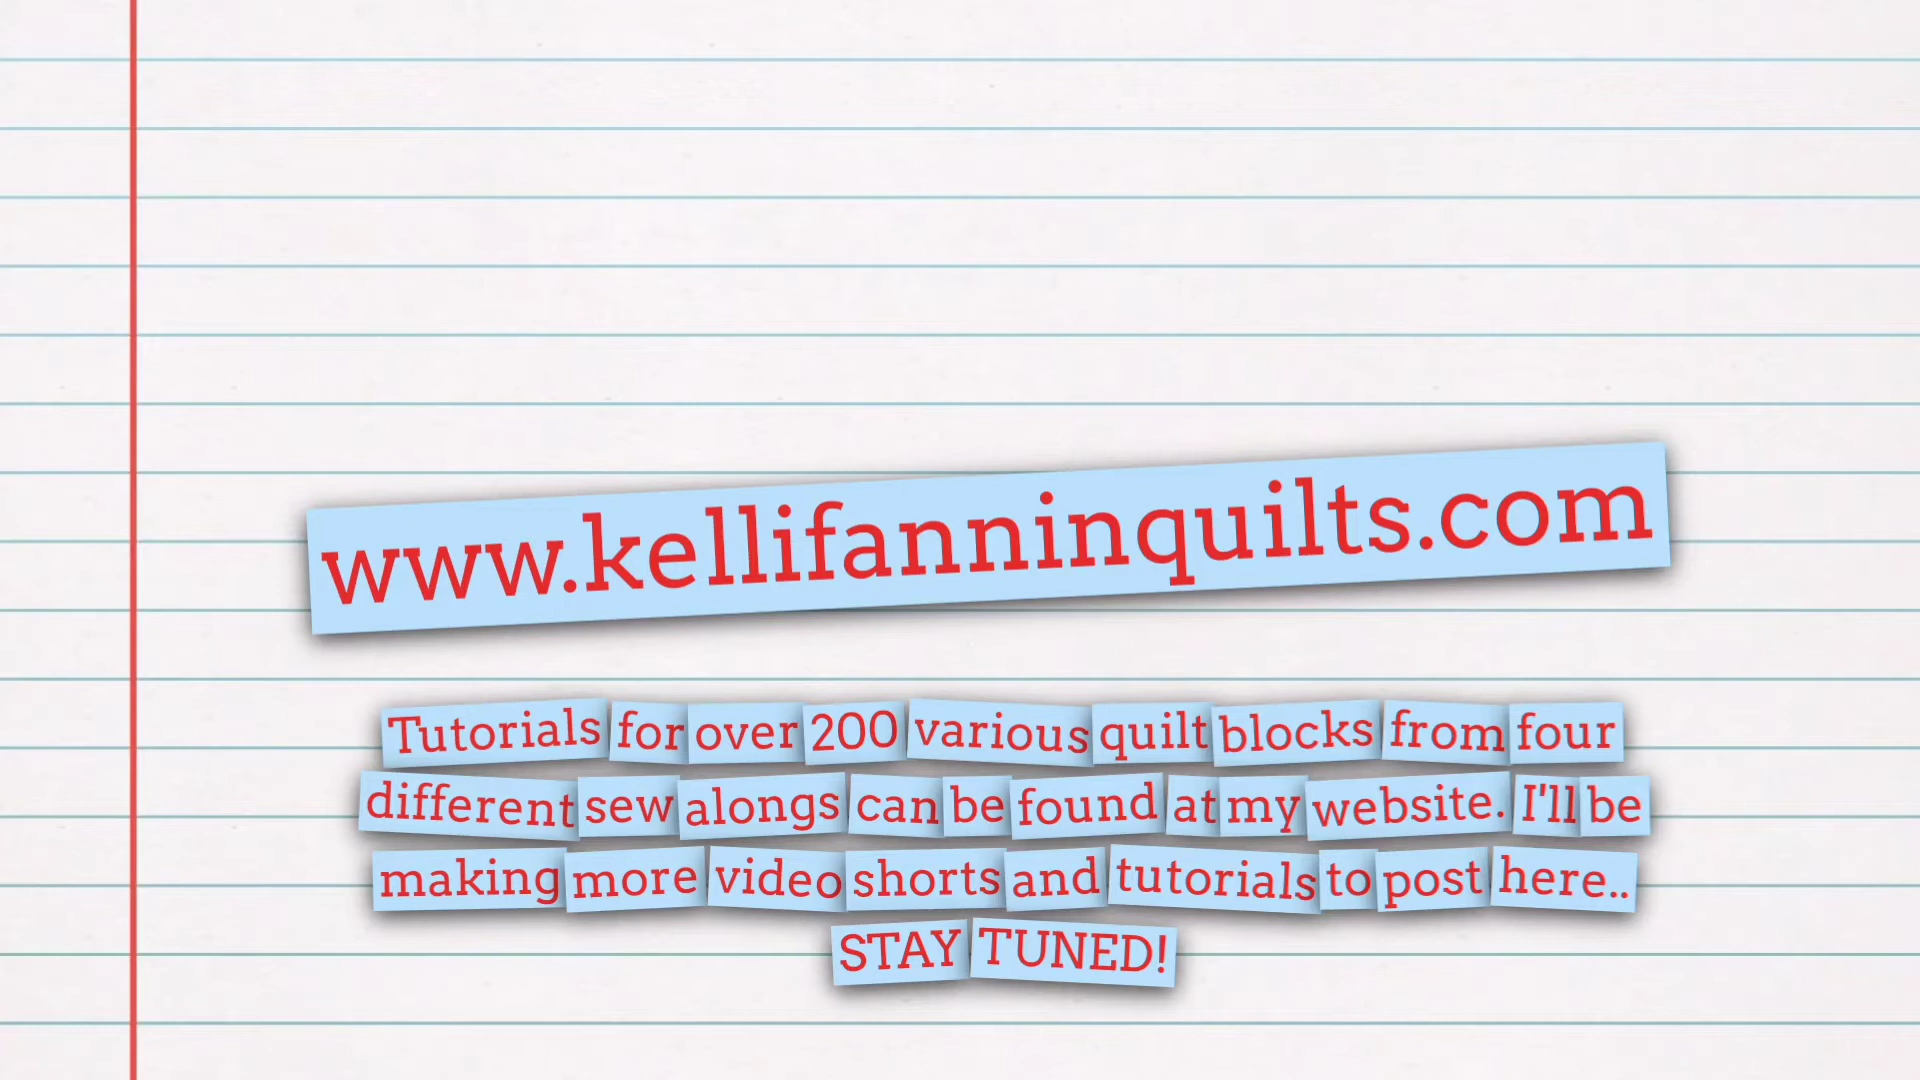 www.kellifanninquilts.com
Tutorials for over 200 various quilt blocks from four
different sew alongs can be found at my website. I'll be
making more video shorts and tutorials to post here..
STAY TUNED!